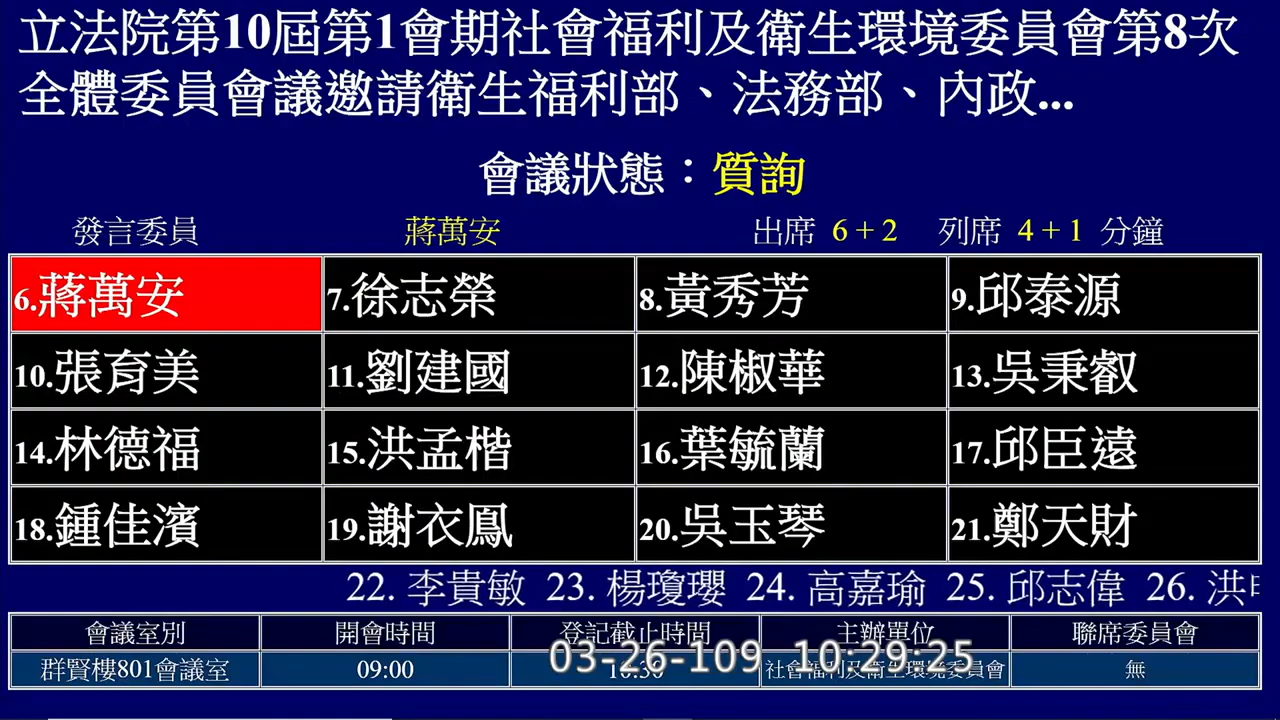 立法院第10屆第1會期社會福利及衛生環境委員會第8次
全體委員會議邀請衛生福利部、法務部、內政...
會議狀態：質詢
發言委員 蔣萬安 出席 6 + 2 列席 4 + 1 分鐘
6.蔣萬安 7.徐志榮 8.黃秀芳 9.邱泰源
10.張育美 11.劉建國 12.陳椒華 13.吳秉叡
14.林德福 15.洪孟楷 16.葉毓蘭 17.邱臣遠
18.鍾佳濱 19.謝衣鳯 20.吳玉琴 21.鄭天財
22. 李貴敏 23. 楊瓊瓔 24. 高嘉瑜 25. 邱志偉 26. 洪
會議室別 開會時間 登記截止時間 主辦單位 聯席委員會
03-26-109 10:29:25
群賢樓801會議室 09:00 10:30 社會福利及衛生環境委員會 無